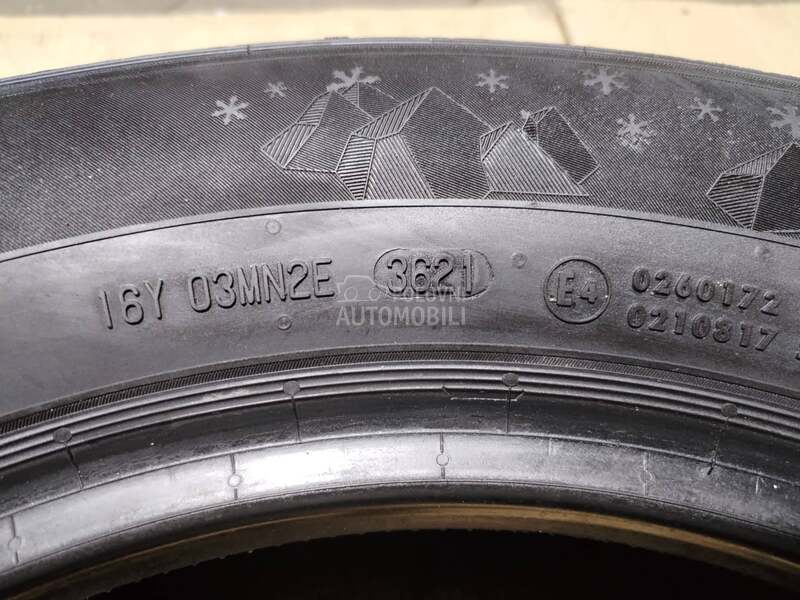 16Y 03MN2E 3621 E4 0260172
0210317
POLOVNI
AUTOMOBILI